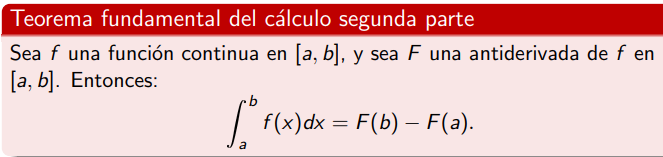 Teorema fundamental del cálculo segunda parte
Sea f una función continua en [a, b], y sea F una antiderivada de f en
[a, b]. Entonces:
∫_a^b f(x)dx = F(b) − F(a).